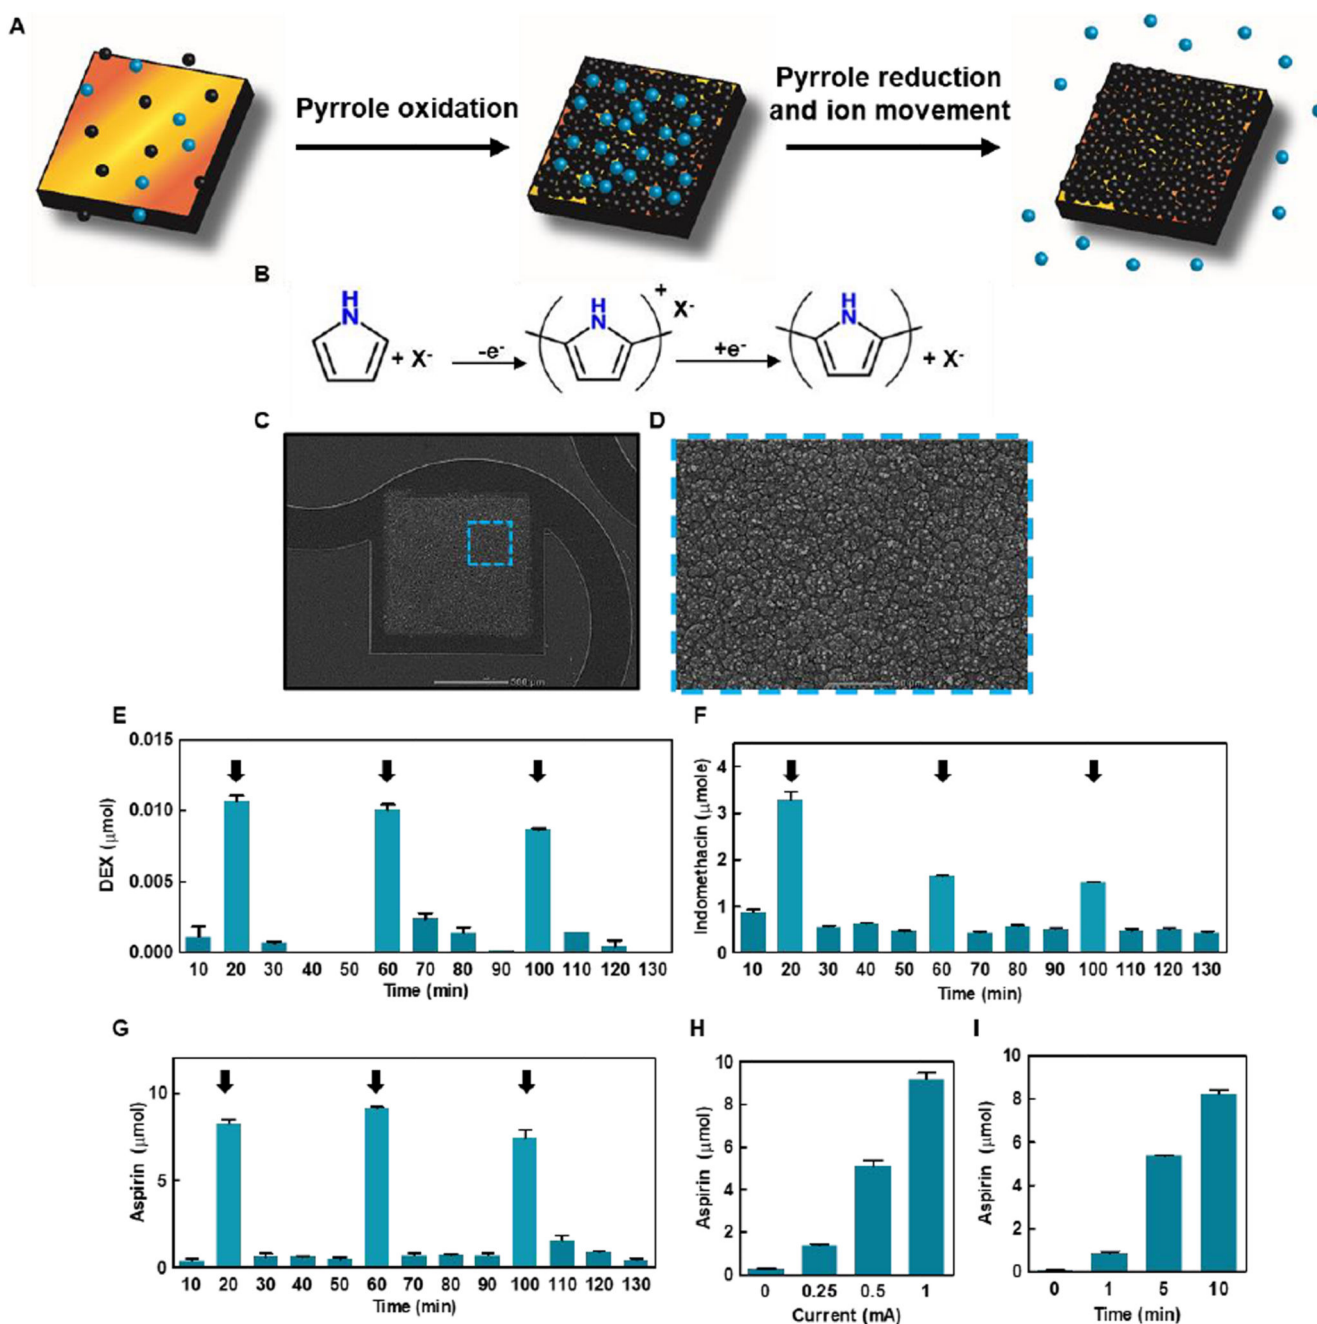 A
Pyrrole oxidation
Pyrrole reduction
and ion movement
B
H
N
+ X-
-e-
H
N
+
X-
+e-
H
N
+ X-
C
D
500 µm
50 µm
E
DEX (µmol)
0.015
0.010
0.005
0.000
10 20 30 40 50 60 70 80 90 100 110 120 130
Time (min)
F
Indomethacin (µmole)
4
3
2
1
0
10 20 30 40 50 60 70 80 90 100 110 120 130
Time (min)
G
Aspirin (µmol)
10
5
0
10 20 30 40 50 60 70 80 90 100 110 120 130
Time (min)
H
Aspirin (µmol)
10
8
6
4
2
0
0 0.25 0.5 1
Current (mA)
I
Aspirin (µmol)
10
8
6
4
2
0
0 1 5 10
Time (min)